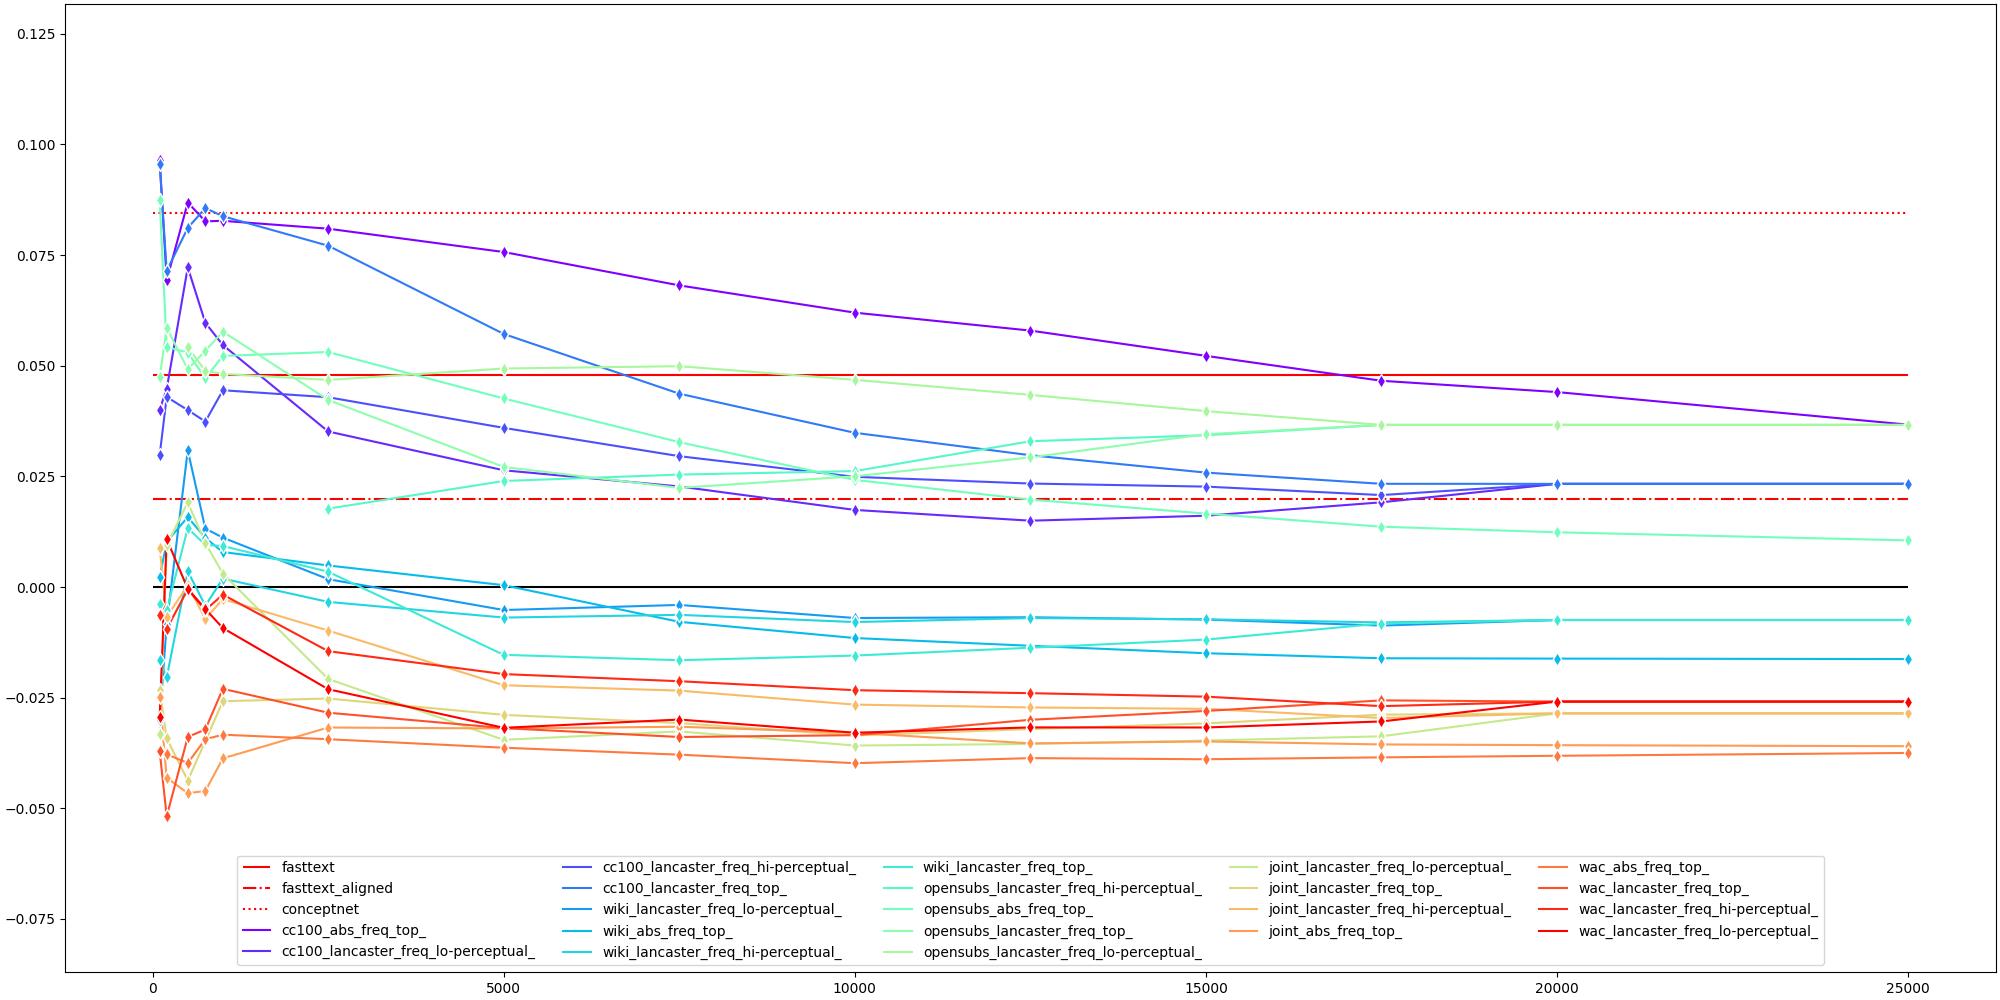 0.125
0.100
0.075
0.050
0.025
0.000
−0.025
−0.050
−0.075
fasttext
fasttext_aligned
conceptnet
cc100_abs_freq_top_
cc100_lancaster_freq_lo-perceptual_
cc100_lancaster_freq_hi-perceptual_
cc100_lancaster_freq_top_
wiki_lancaster_freq_lo-perceptual_
wiki_abs_freq_top_
wiki_lancaster_freq_hi-perceptual_
wiki_lancaster_freq_top_
opensubs_lancaster_freq_hi-perceptual_
opensubs_abs_freq_top_
opensubs_lancaster_freq_top_
opensubs_lancaster_freq_lo-perceptual_
joint_lancaster_freq_lo-perceptual_
joint_lancaster_freq_top_
joint_lancaster_freq_hi-perceptual_
joint_abs_freq_top_
wac_abs_freq_top_
wac_lancaster_freq_top_
wac_lancaster_freq_hi-perceptual_
wac_lancaster_freq_lo-perceptual_
0 5000 10000 15000 20000 25000